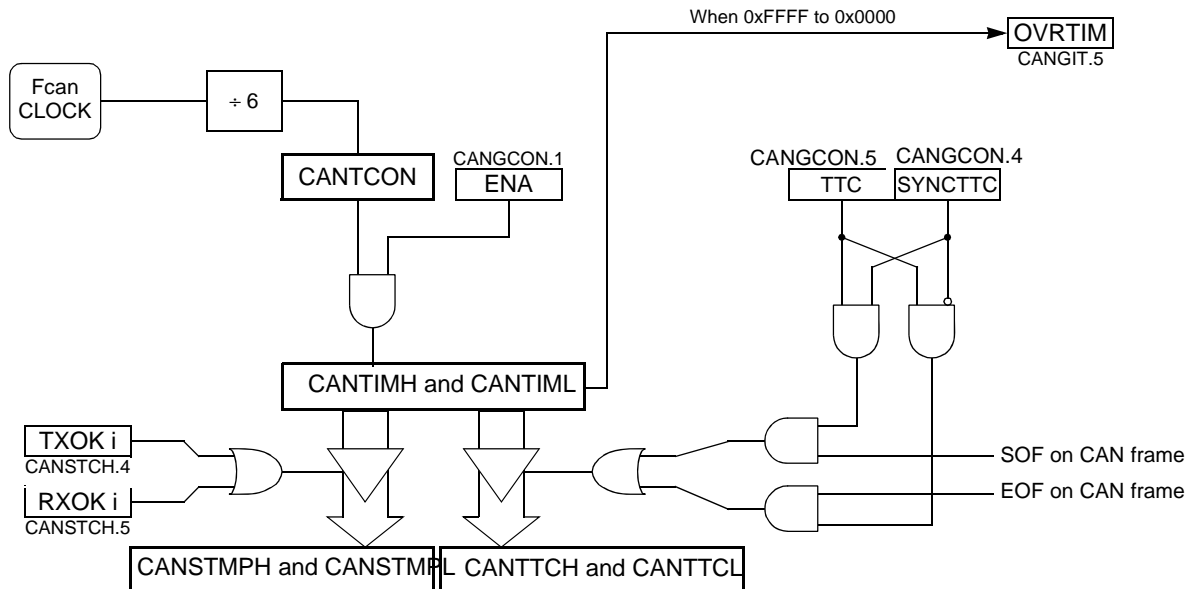 When 0xFFFF to 0x0000
OVRTIM
CANGIT.5
Fcan
CLOCK
÷ 6
CANTCON
CANGCON.1
ENA
CANGCON.5
CANGCON.4
TTC
SYNCTTC
CANTIMH and CANTIML
TXOK i
CANSTCH.4
RXOK i
CANSTCH.5
SOF on CAN frame
EOF on CAN frame
CANSTMPH and CANSTMPL
CANTTCH and CANTTCL